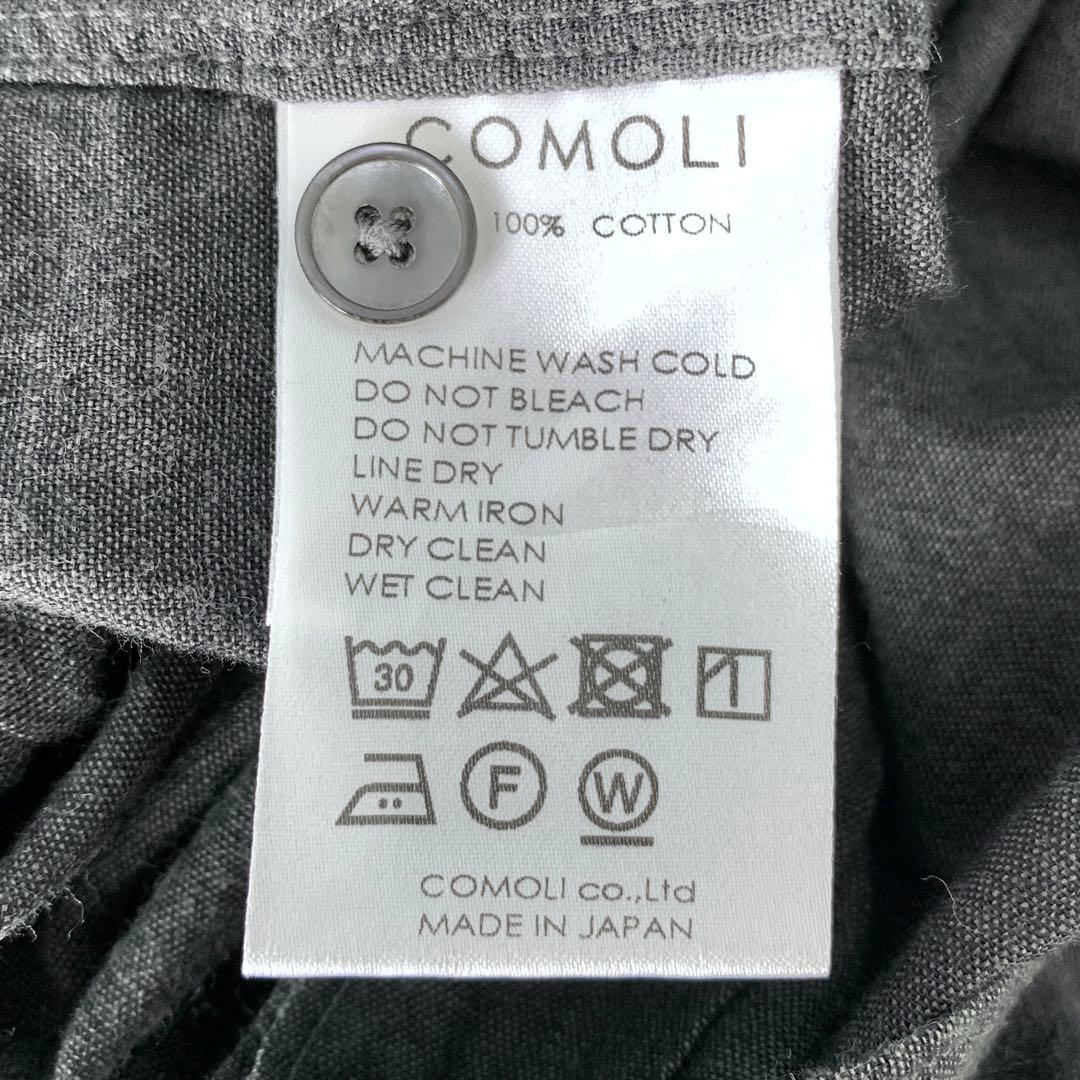 COMOLI
100% COTTON
MACHINE WASH COLD
DO NOT BLEACH
DO NOT TUMBLE DRY
LINE DRY
WARM IRON
DRY CLEAN
WET CLEAN
30
F W
COMOLI co.,Ltd
MADE IN JAPAN